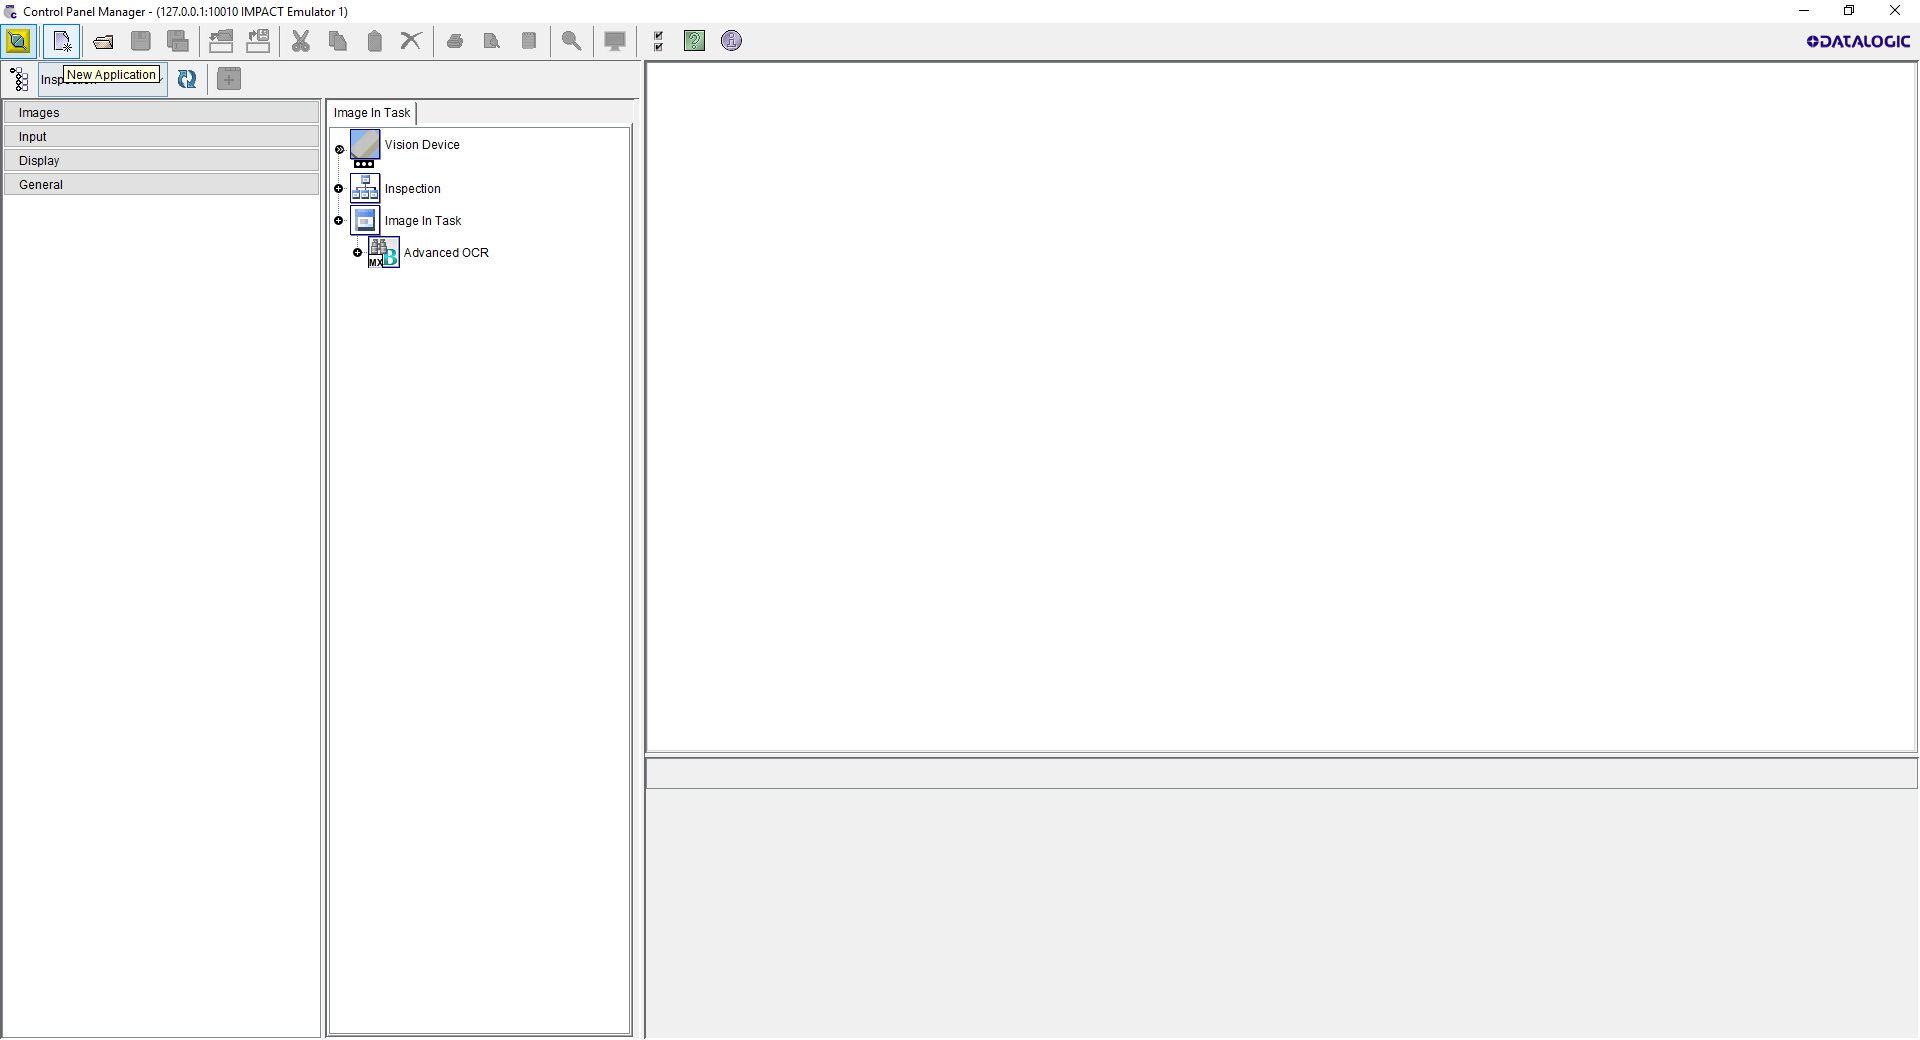 Control Panel Manager - (127.0.0.1:10010 IMPACT Emulator 1)
DATALOGIC
New Application
Images
Input
Display
General
Image In Task
Vision Device
Inspection
Image In Task
Advanced OCR
MX B